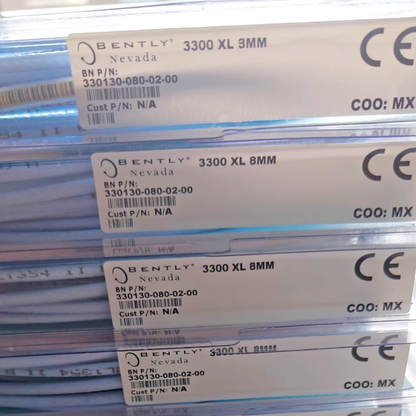 BENTLY 3300 XL 8MM
Nevada
BN P/N:
330130-080-02-00
Cust P/N: N/A
COO: MX
CE
BENTLY 3300 XL 8MM
Nevada
BN P/N:
330130-080-02-00
Cust P/N: N/A
COO: MX
CE
BENTLY 3300 XL 8MM
Nevada
BN P/N:
330130-080-02-00
Cust P/N: N/A
COO: MX
CE
BENTLY 3300 XL 8MM
Nevada
BN P/N:
330130-080-02-00
Cust P/N: N/A
COO: MX
CE